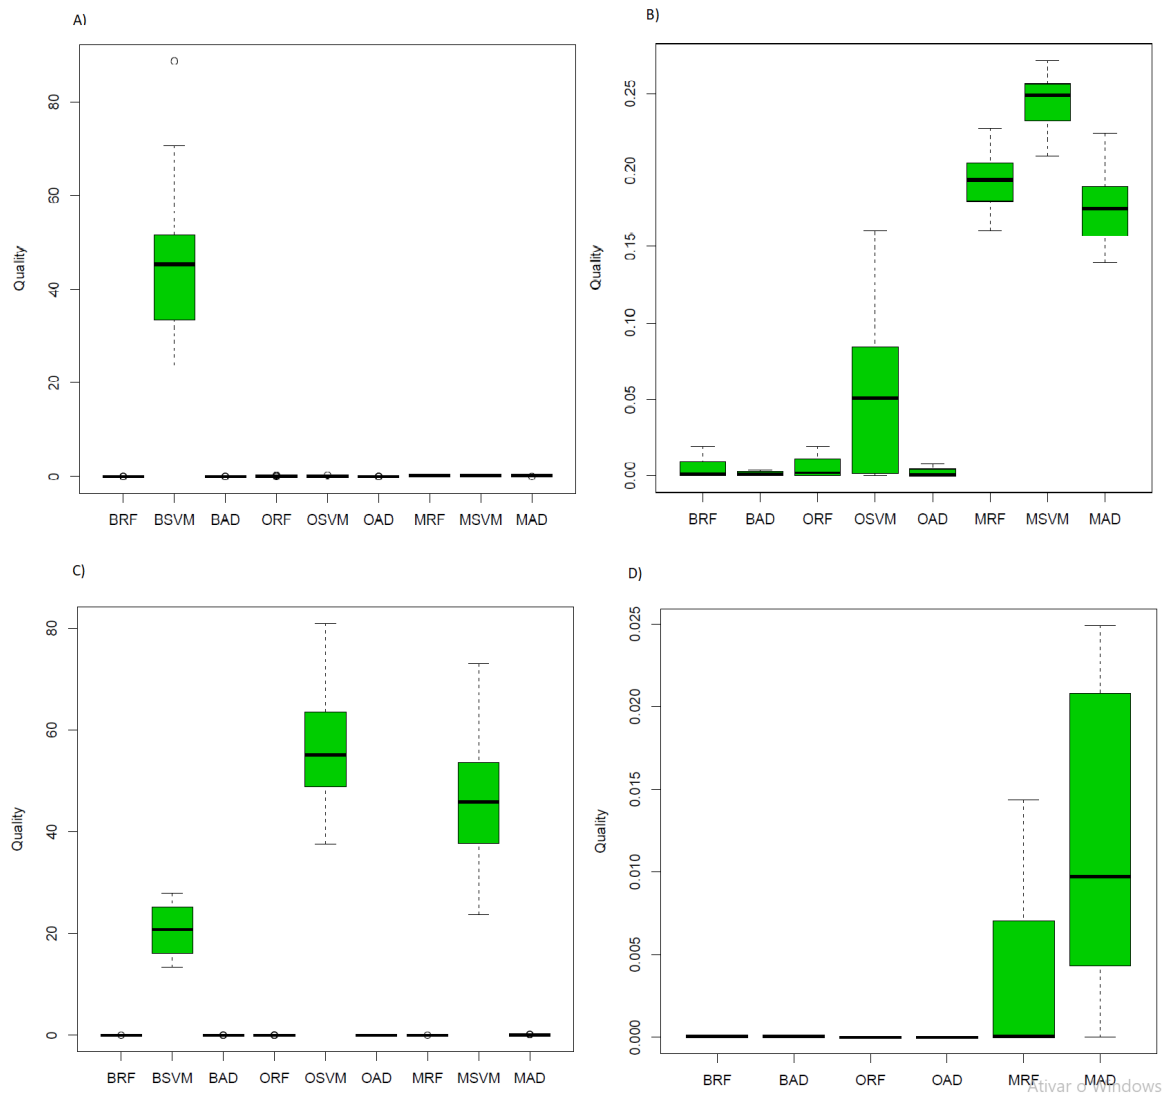 A)
80
60
40
20
0
Quality
BRF BSVM BAD ORF OSVM OAD MRF MSVM MAD
B)
0.25
0.20
0.15
0.10
0.05
0.00
Quality
BRF BAD ORF OSVM OAD MRF MSVM MAD
C)
80
60
40
20
0
Quality
BRF BSVM BAD ORF OSVM OAD MRF MSVM MAD
D)
0.025
0.020
0.015
0.010
0.005
0.000
Quality
BRF BAD ORF OAD MRF MAD
Ativar o Windows